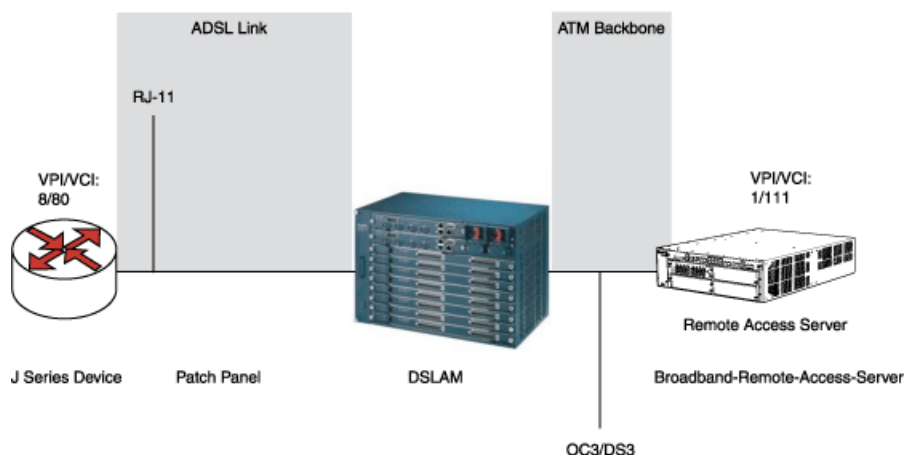 ADSL Link
ATM Backbone
RJ-11
VPI/VCI:
8/80
VPI/VCI:
1/111
Remote Access Server
J Series Device
Patch Panel
DSLAM
Broadband-Remote-Access-Server
OC3/DS3